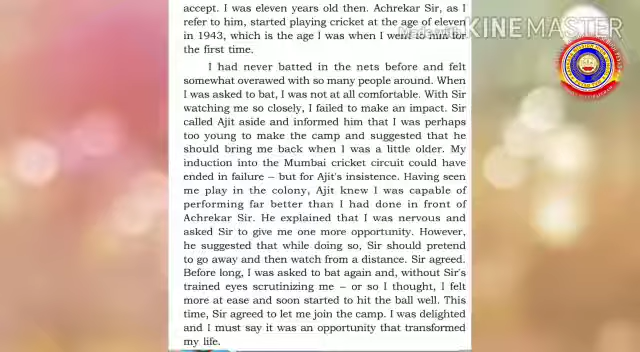 accept. I was eleven years old then. Achrekar Sir, as I
refer to him, started playing cricket at the age of eleven
in 1943, which is the age I was when I went to him for
the first time.
I had never batted in the nets before and felt
somewhat overawed with so many people around. When
I was asked to bat, I was not at all comfortable. With Sir
watching me so closely, I failed to make an impact. Sir
called Ajit aside and informed him that I was perhaps
too young to make the camp and suggested that he
should bring me back when I was a little older. My
induction into the Mumbai cricket circuit could have
ended in failure – but for Ajit's insistence. Having seen
me play in the colony, Ajit knew I was capable of
performing far better than I had done in front of
Achrekar Sir. He explained that I was nervous and
asked Sir to give me one more opportunity. However,
he suggested that while doing so, Sir should pretend
to go away and then watch from a distance. Sir agreed.
Before long, I was asked to bat again and, without Sir's
trained eyes scrutinizing me – or so I thought, I felt
more at ease and soon started to hit the ball well. This
time, Sir agreed to let me join the camp. I was delighted
and I must say it was an opportunity that transformed
my life.
Made with KINEMASTER